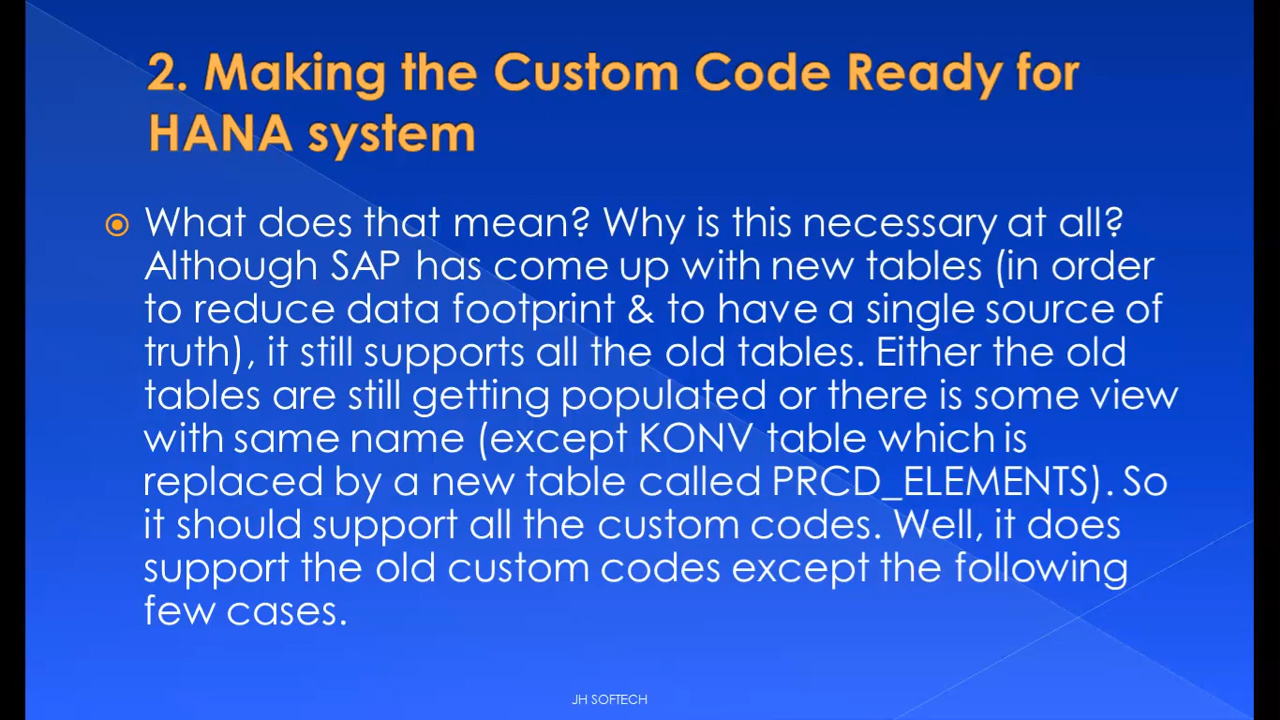 2. Making the Custom Code Ready for
HANA system
What does that mean? Why is this necessary at all?
Although SAP has come up with new tables (in order
to reduce data footprint & to have a single source of
truth), it still supports all the old tables. Either the old
tables are still getting populated or there is some view
with same name (except KONV table which is
replaced by a new table called PRCD_ELEMENTS). So
it should support all the custom codes. Well, it does
support the old custom codes except the following
few cases.
JH SOFTECH